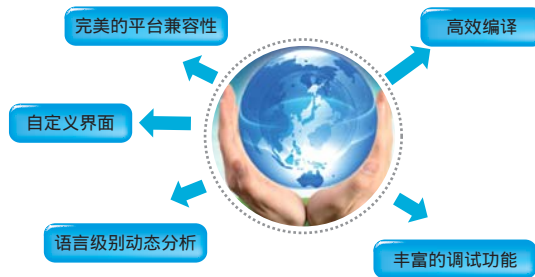 完美的平台兼容性
高效编译
自定义界面
语言级别动态分析
丰富的调试功能